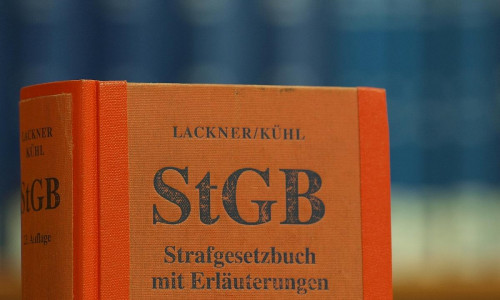 LACKNER
KÜHL
StGB
Auflage
LACKNER/KÜHL
StGB
Strafgesetzbuch
mit Erläuterungen